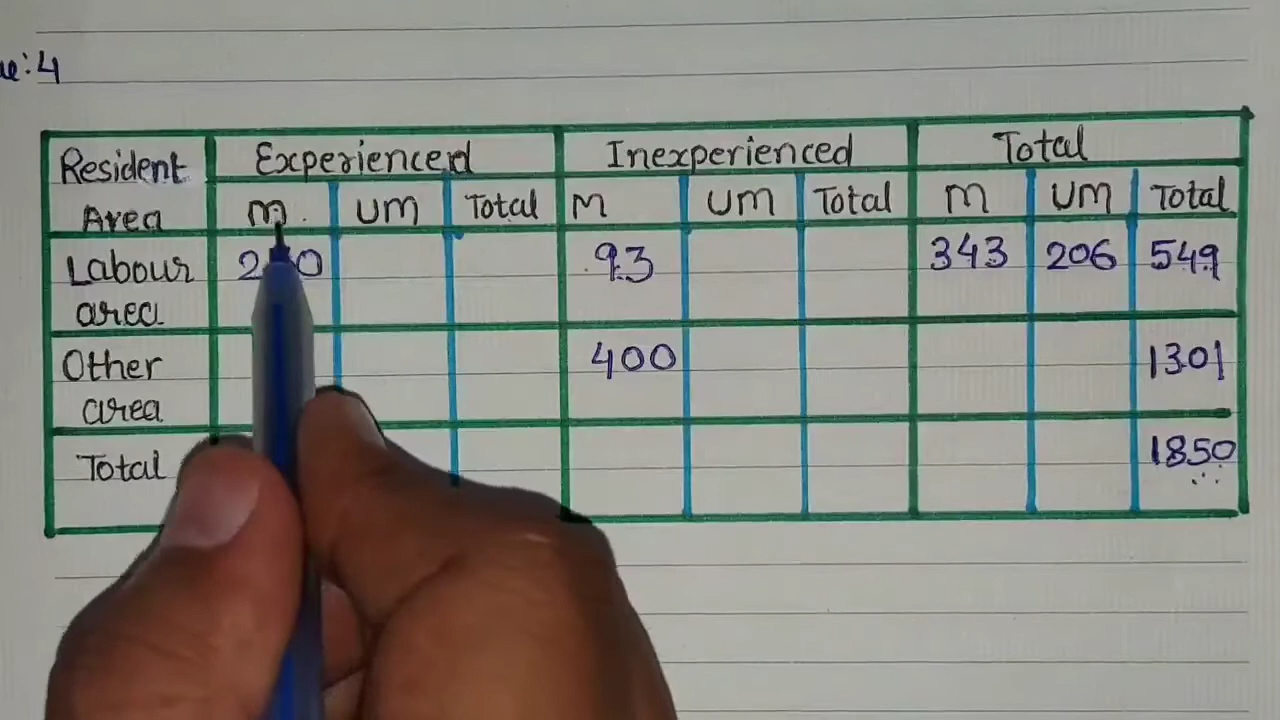 :4
Resident Area Experienced Inexperienced Total
M UM Total M UM Total M UM Total
Labour area 93 343 206 549
Other area 400 1301
Total 1850